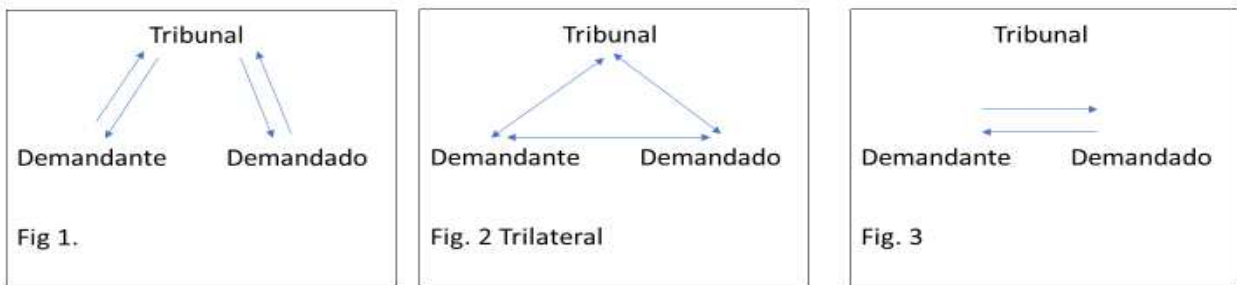 Tribunal
Demandante Demandado
Fig 1.
Tribunal
Demandante Demandado
Fig. 2 Trilateral
Tribunal
Demandante Demandado
Fig. 3